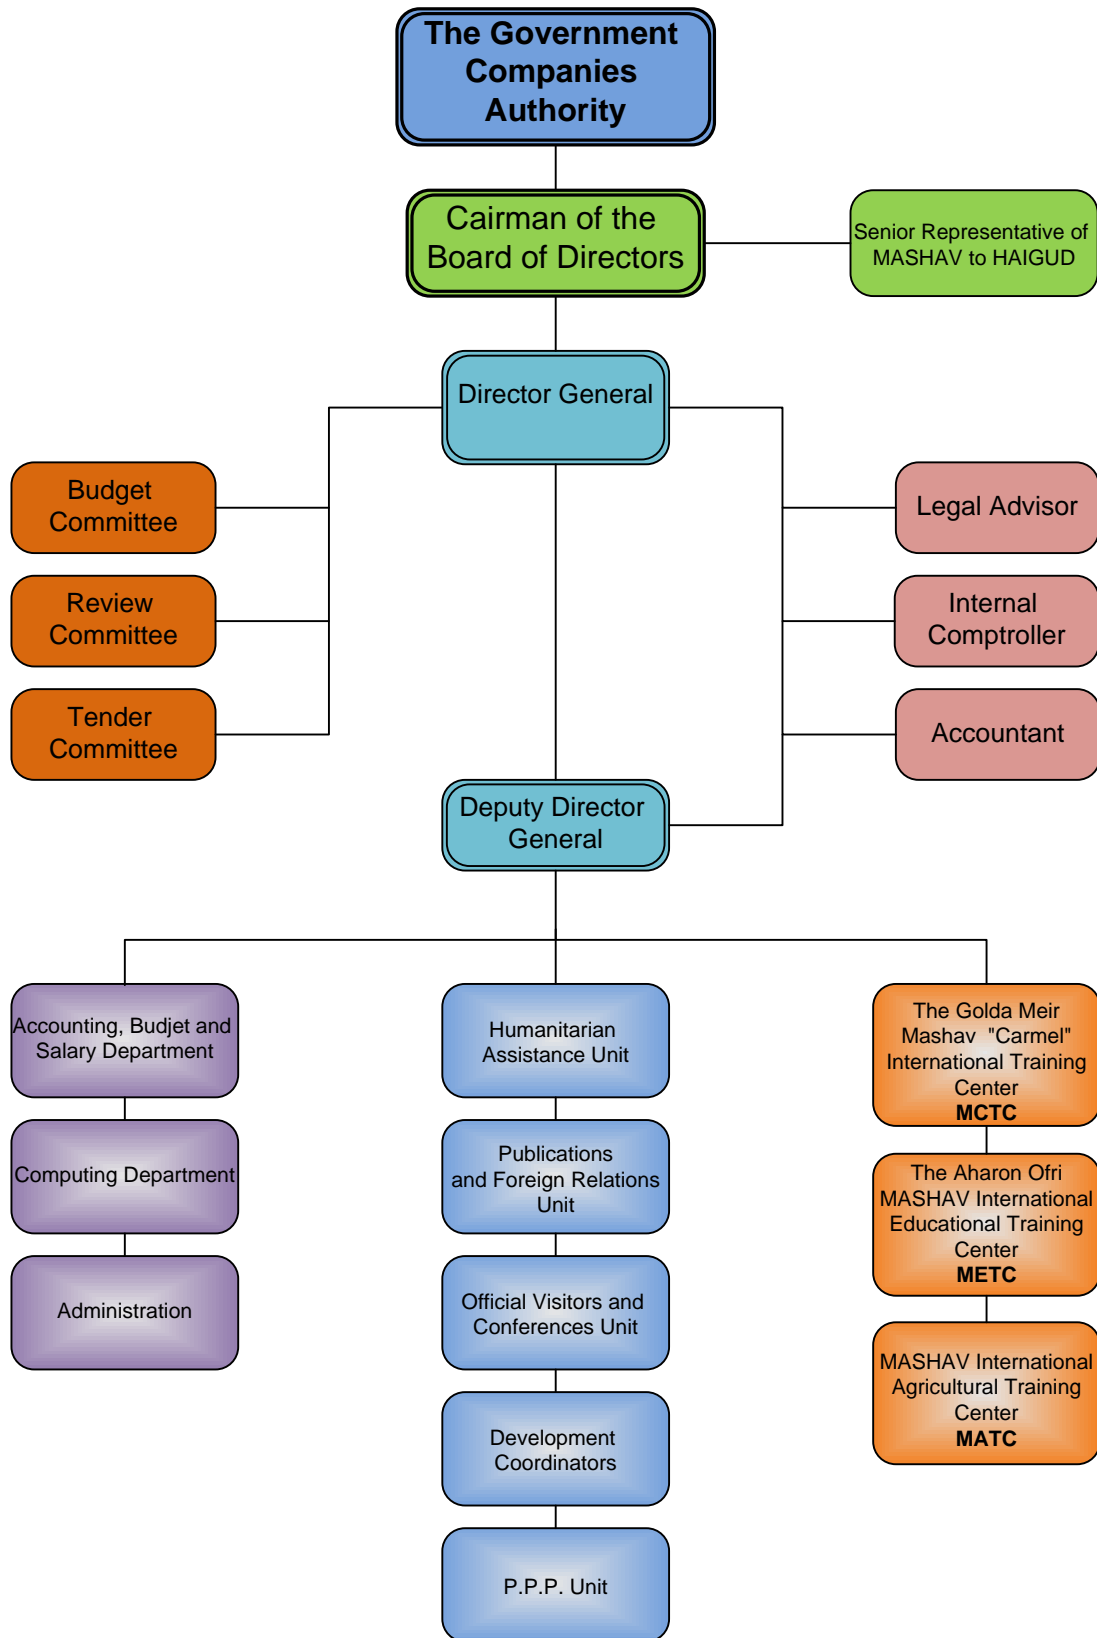 The Government
Companies
Authority
Cairman of the
Board of Directors
Senior Representative of
MASHAV to HAIGUD
Director General
Budget
Committee
Review
Committee
Tender
Committee
Legal Advisor
Internal
Comptroller
Accountant
Deputy Director
General
Accounting, Budjet and
Salary Department
Computing Department
Administration
Humanitarian
Assistance Unit
Publications
and Foreign Relations
Unit
Official Visitors and
Conferences Unit
Development
Coordinators
P.P.P. Unit
The Golda Meir
Mashav "Carmel"
International Training
Center
MCTC
The Aharon Ofri
MASHAV International
Educational Training
Center
METC
MASHAV International
Agricultural Training
Center
MATC